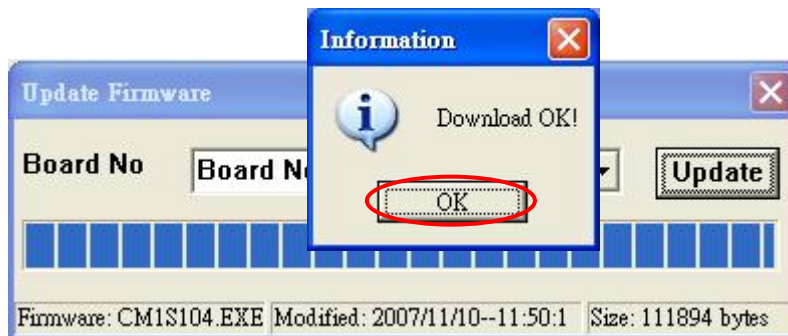 Information
Update Firmware
Download OK!
Board No
Update
OK
Firmware: CM1S104.EXE Modified: 2007/11/10--11:50:1 Size: 111894 bytes